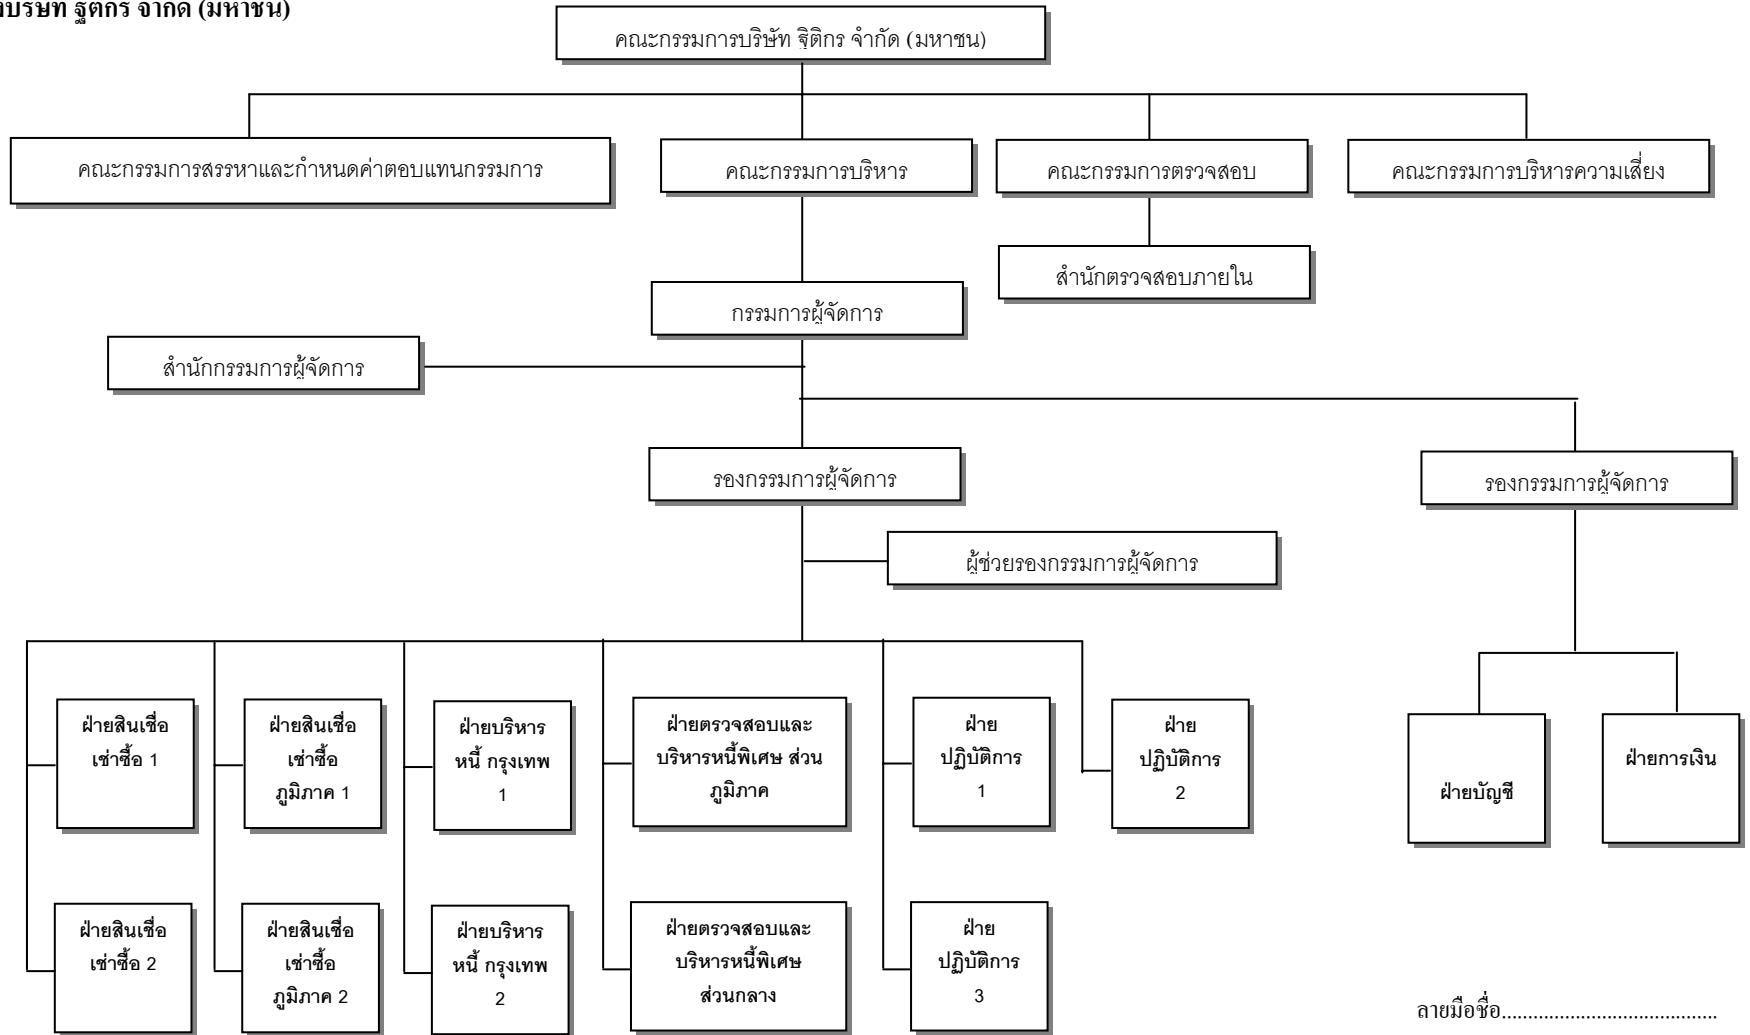 บริษัท ฐิติกร จำกัด (มหาชน)
คณะกรรมการบริษัท ฐิติกร จำกัด (มหาชน)
คณะกรรมการสรรหาและกำหนดค่าตอบแทนกรรมการ
คณะกรรมการบริหาร
คณะกรรมการตรวจสอบ
คณะกรรมการบริหารความเสี่ยง
สำนักตรวจสอบภายใน
กรรมการผู้จัดการ
สำนักกรรมการผู้จัดการ
รองกรรมการผู้จัดการ
รองกรรมการผู้จัดการ
ผู้ช่วยรองกรรมการผู้จัดการ
ฝ่ายสินเชื่อ
เช่าซื้อ 1
ฝ่ายสินเชื่อ
เช่าซื้อ
ภูมิภาค 1
ฝ่ายบริหาร
หนี้ กรุงเทพ
1
ฝ่ายตรวจสอบและ
บริหารหนี้พิเศษ ส่วน
ภูมิภาค
ฝ่าย
ปฏิบัติการ
1
ฝ่าย
ปฏิบัติการ
2
ฝ่ายบัญชี
ฝ่ายการเงิน
ฝ่ายสินเชื่อ
เช่าซื้อ 2
ฝ่ายสินเชื่อ
เช่าซื้อ
ภูมิภาค 2
ฝ่ายบริหาร
หนี้ กรุงเทพ
2
ฝ่ายตรวจสอบและ
บริหารหนี้พิเศษ
ส่วนกลาง
ฝ่าย
ปฏิบัติการ
3
ลายมือชื่อ.......................................